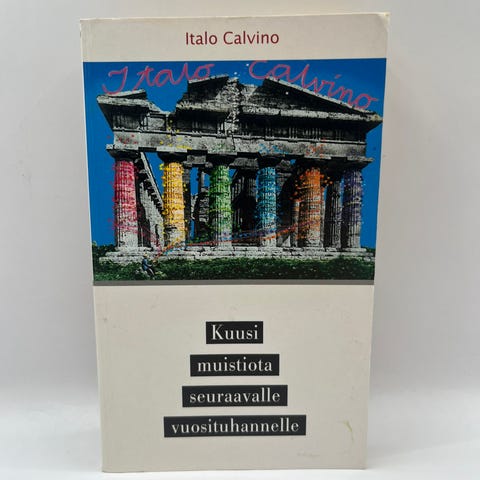 Italo Calvino
Italo Calvino
Kuusi
muistiota
seuraavalle
vuosituhannelle